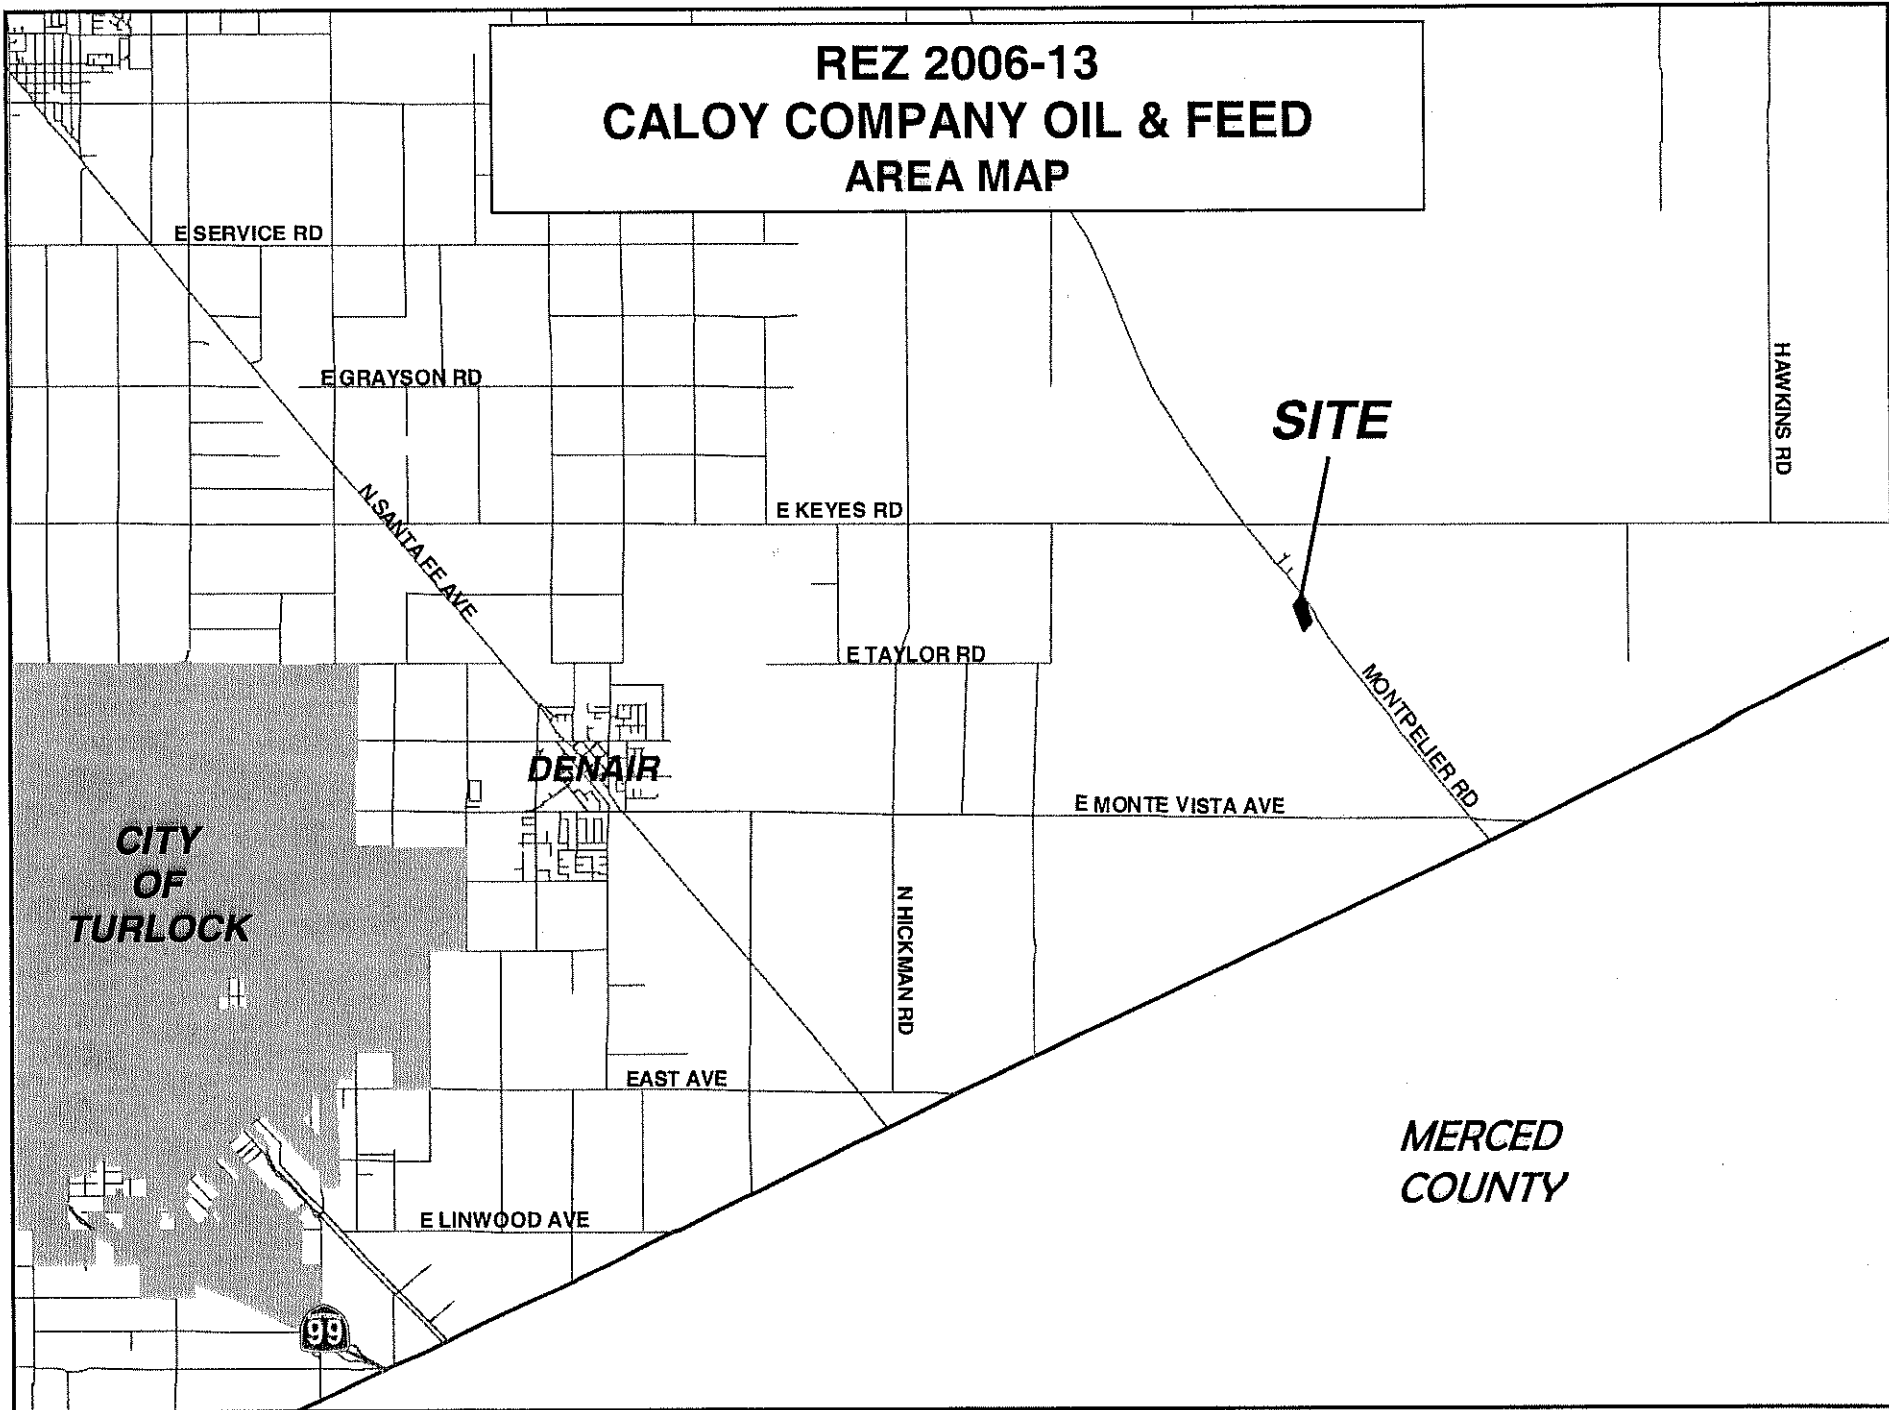 REZ 2006-13
CALOY COMPANY OIL & FEED
AREA MAP
E SERVICE RD
E GRAYSON RD
HAWKINS RD
SITE
N SANTA FE AVE
E KEYES RD
E TAYLOR RD
MONTPELIER RD
DENAIR
E MONTE VISTA AVE
CITY
OF
TURLOCK
N HICKMAN RD
EAST AVE
MERCED
COUNTY
E LINWOOD AVE
99